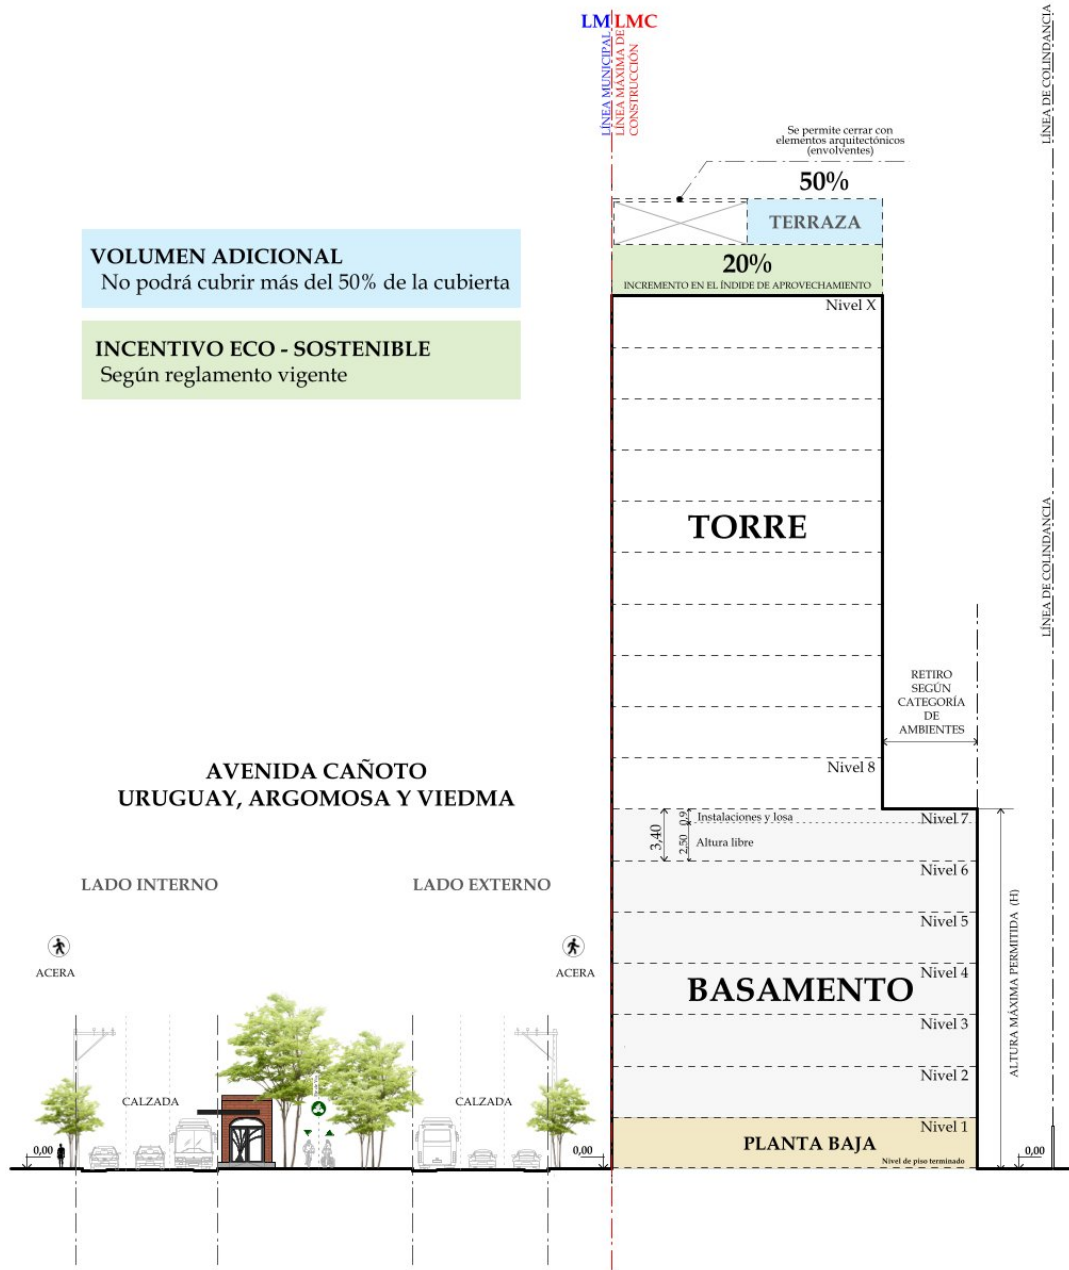 LM LMC
LÍNEA MUNICIPAL
LÍNEA MÁXIMA DE
CONSTRUCCIÓN
LÍNEA DE COLINDANCIA
Se permite cerrar con
elementos arquitectónicos
(envolventes)
50%
TERRAZA
20%
INCREMENTO EN EL ÍNDIDE DE APROVECHAMIENTO
VOLUMEN ADICIONAL
No podrá cubrir más del 50% de la cubierta
INCENTIVO ECO - SOSTENIBLE
Según reglamento vigente
Nivel X
TORRE
LÍNEA DE COLINDANCIA
RETIRO
SEGÚN
CATEGORÍA
DE
AMBIENTES
Nivel 8
AVENIDA CAÑOTO
URUGUAY, ARGOMOSA Y VIEDMA
3,40
0,9
Instalaciones y losa
2,50
Altura libre
Nivel 7
Nivel 6
LADO INTERNO
LADO EXTERNO
Nivel 5
ACERA
ACERA
BASAMENTO
Nivel 4
Nivel 3
Nivel 2
ALTURA MÁXIMA PERMITIDA (H)
CALZADA
CALZADA
Nivel 1
PLANTA BAJA
Nivel de piso terminado
0,00
0,00
0,00